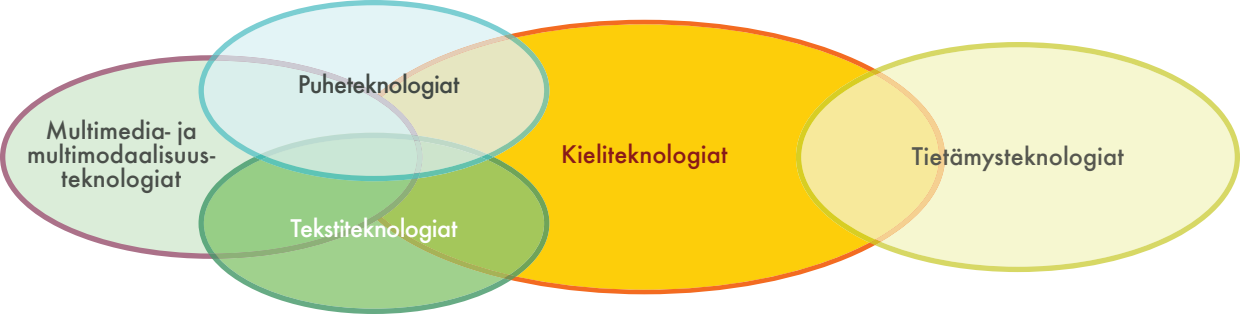 Puheteknologiat
Multimedia- ja
multimodaalisuus-
teknologiat
Kieliteknologiat
Tietämysteknologiat
Tekstiteknologiat